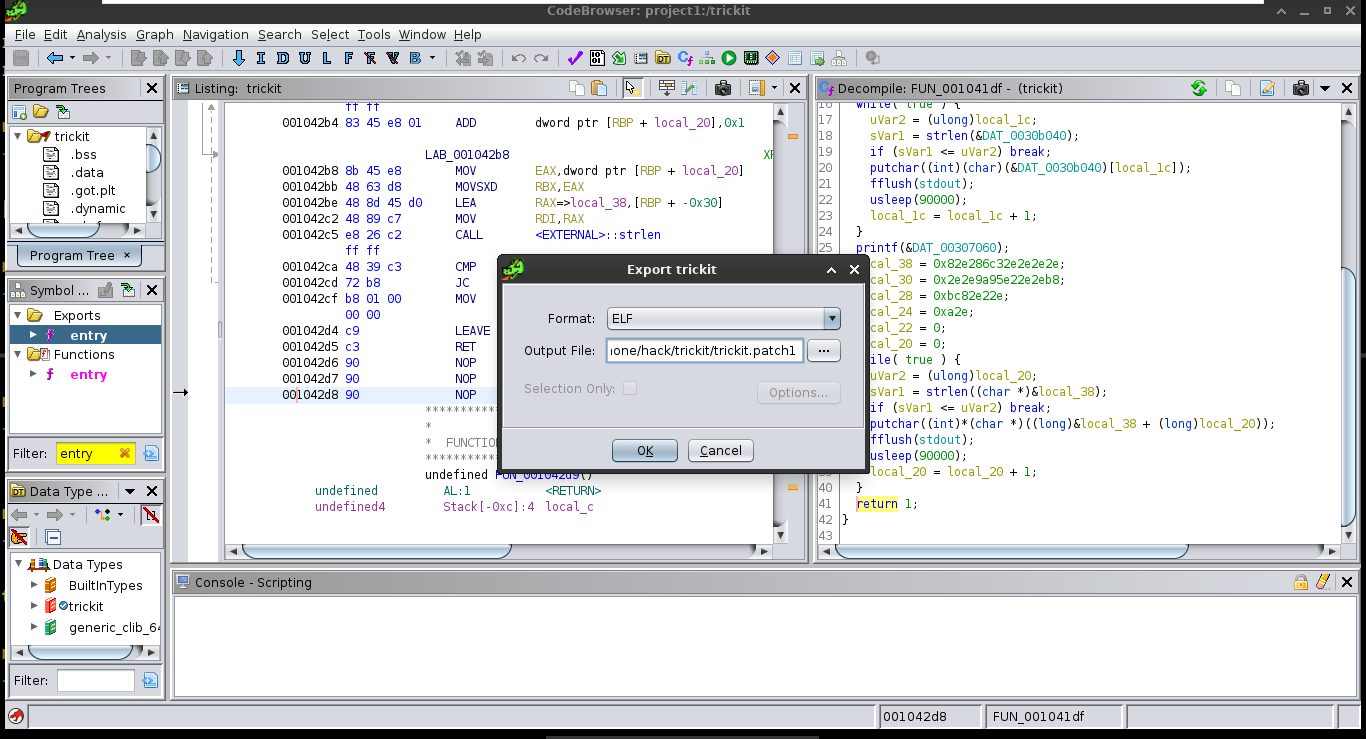 CodeBrowser: project1:/trickit
File Edit Analysis Graph Navigation Search Select Tools Window Help
I D U L F R V B
Program Trees
trickit
.bss
.data
.got.plt
.dynamic
Program Tree ×
Symbol ...
Exports
entry
Functions
entry
Filter: entry
Data Type ...
Data Types
BuiltInTypes
trickit
generic_clib_64
Filter:
Listing: trickit
ff ff
001042b4 83 45 e8 01 ADD dword ptr [RBP + local_20],0x1
LAB_001042b8 XR
001042b8 8b 45 e8 MOV EAX,dword ptr [RBP + local_20]
001042bb 48 63 d8 MOVSXD RBX,EAX
001042be 48 8d 45 d0 LEA RAX=>local_38,[RBP + -0x30]
001042c2 48 89 c7 MOV RDI,RAX
001042c5 e8 26 c2 CALL <EXTERNAL>::strlen
ff ff
001042ca 48 39 c3 CMP
001042cd 72 b8 JC
001042cf b8 01 00 MOV
00 00
001042d4 c9 LEAVE
001042d5 c3 RET
001042d6 90 NOP
001042d7 90 NOP
001042d8 90 NOP
***********
*
* FUNCTION
***********
undefined FUN_001042d9()
undefined AL:1 <RETURN>
undefined4 Stack[-0xc]:4 local_c
Export trickit
Format: ELF
Output File: none/hack/trickit/trickit.patch1 ...
Selection Only: Options...
OK Cancel
Decompile: FUN_001041df - (trickit)
16 while( true ) {
17 uVar2 = (ulong)local_1c;
18 sVar1 = strlen(&DAT_0030b040);
19 if (sVar1 <= uVar2) break;
20 putchar((int)(char)(&DAT_0030b040)[local_1c]);
21 fflush(stdout);
22 usleep(90000);
23 local_1c = local_1c + 1;
24 }
25 printf(&DAT_00307060);
cal_38 = 0x82e286c32e2e2e2e;
cal_30 = 0x2e2e9a95e22e2eb8;
cal_28 = 0xbc82e22e;
cal_24 = 0xa2e;
cal_22 = 0;
cal_20 = 0;
ile( true ) {
uVar2 = (ulong)local_20;
sVar1 = strlen((char *)&local_38);
if (sVar1 <= uVar2) break;
putchar((int)*(char *)((long)&local_38 + (long)local_20));
fflush(stdout);
usleep(90000);
local_20 = local_20 + 1;
40 }
41 return 1;
42 }
43
Console - Scripting
001042d8 FUN_001041df